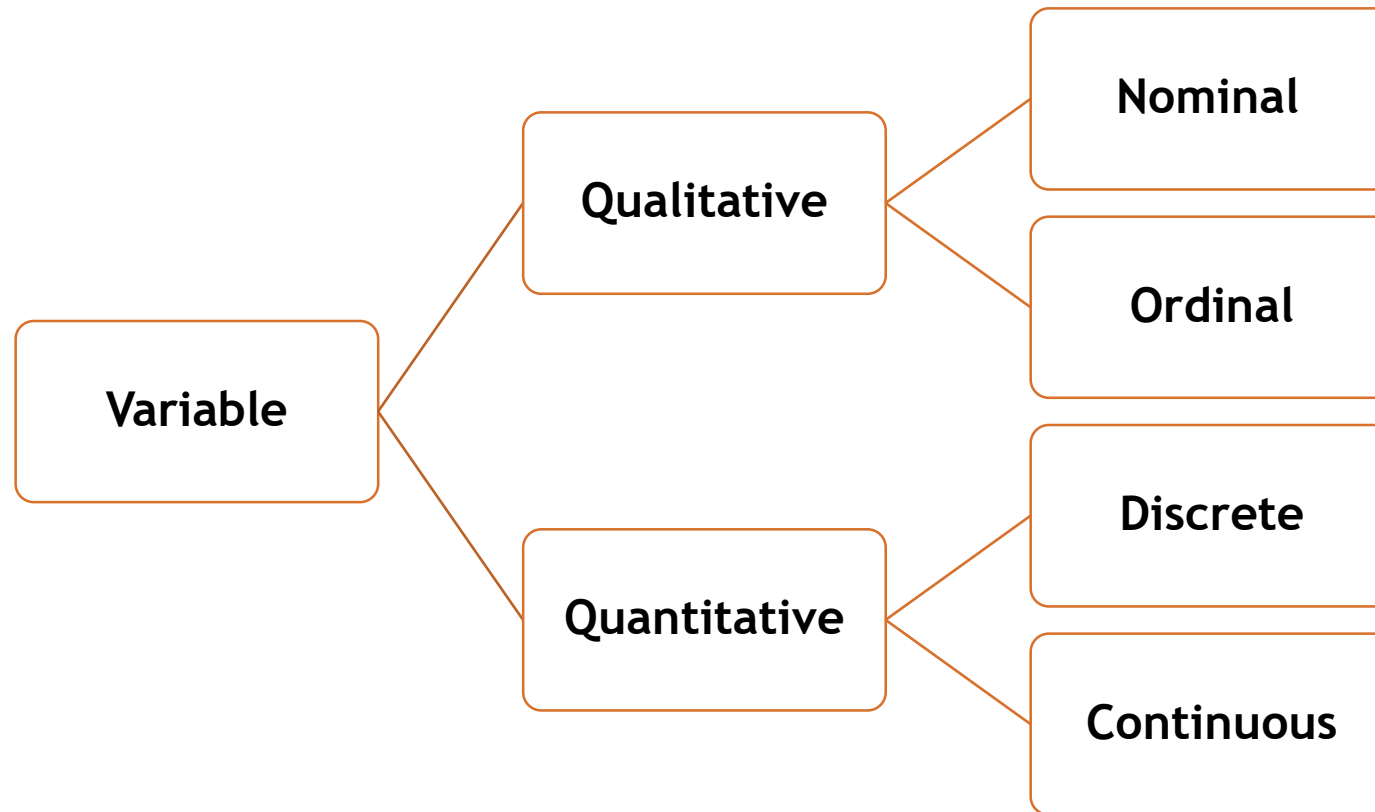 Variable
Qualitative
Nominal
Ordinal
Quantitative
Discrete
Continuous